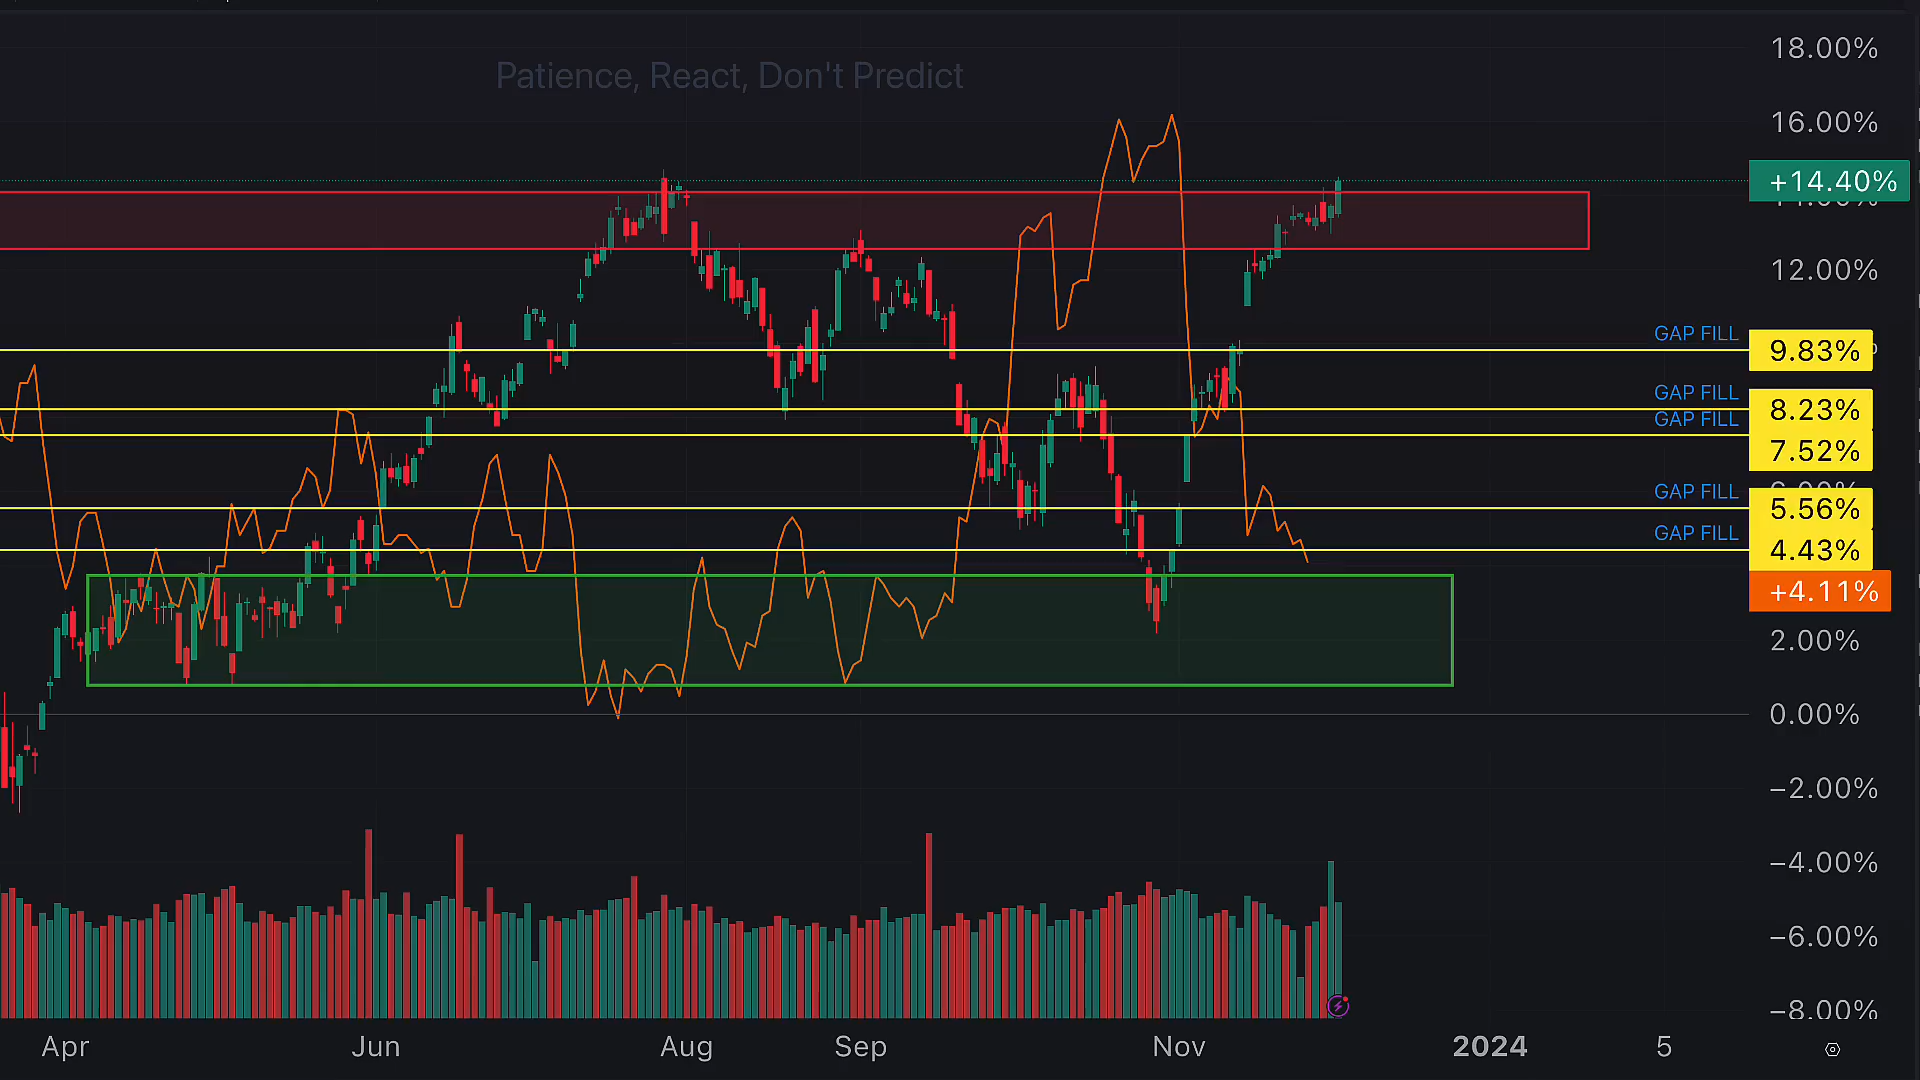 Patience, React, Don't Predict
18.00%
16.00%
+14.40%
12.00%
GAP FILL
9.83%
GAP FILL
8.23%
GAP FILL
7.52%
GAP FILL
5.56%
GAP FILL
4.43%
+4.11%
2.00%
0.00%
−2.00%
−4.00%
−6.00%
−8.00%
Apr Jun Aug Sep Nov 2024 5